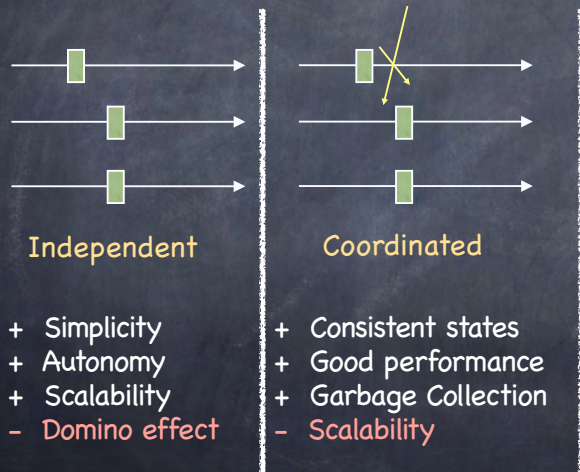 Independent
+ Simplicity
+ Autonomy
+ Scalability
- Domino effect
Coordinated
+ Consistent states
+ Good performance
+ Garbage Collection
- Scalability